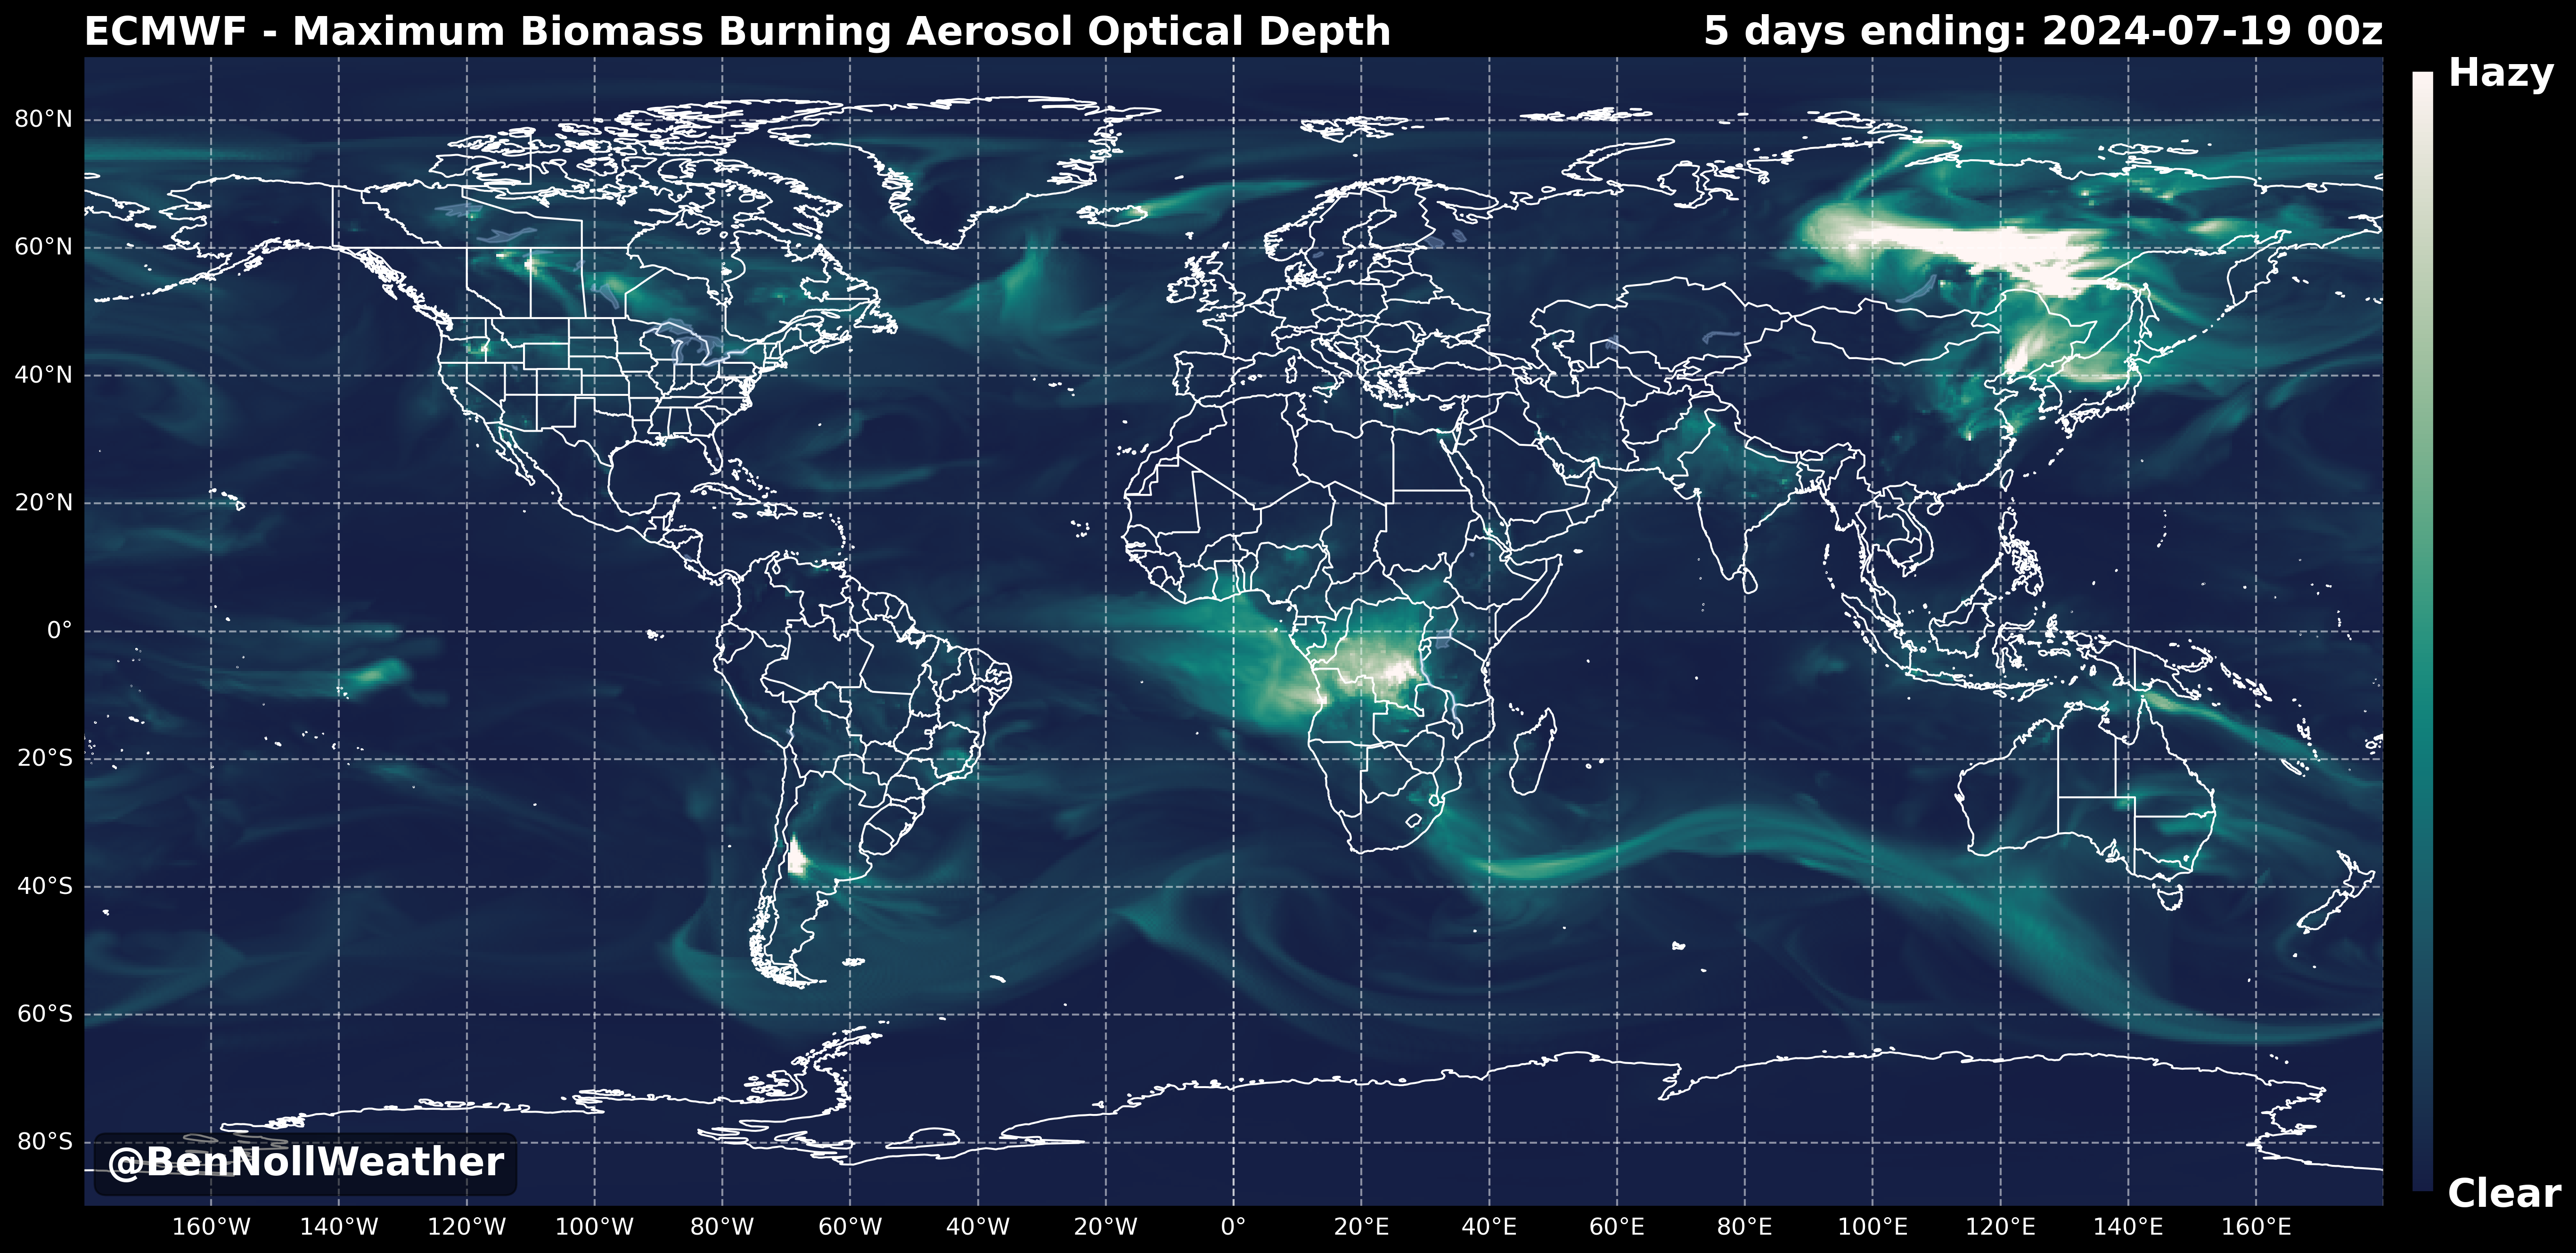 ECMWF - Maximum Biomass Burning Aerosol Optical Depth
5 days ending: 2024-07-19 00z
Hazy
80°N
60°N
40°N
20°N
0°
20°S
40°S
60°S
80°S
@BenNollWeather
Clear
160°W 140°W 120°W 100°W 80°W 60°W 40°W 20°W 0° 20°E 40°E 60°E 80°E 100°E 120°E 140°E 160°E